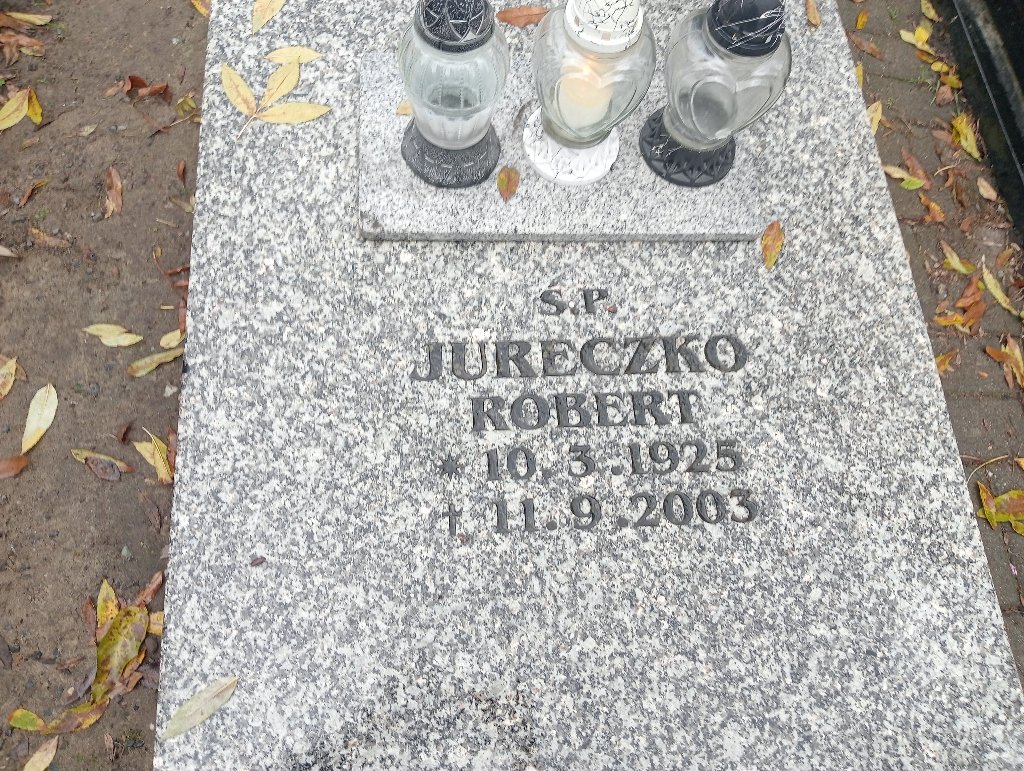 Ś.P.
JURECZKO
ROBERT
* 10.3.1925
† 11.9.2003